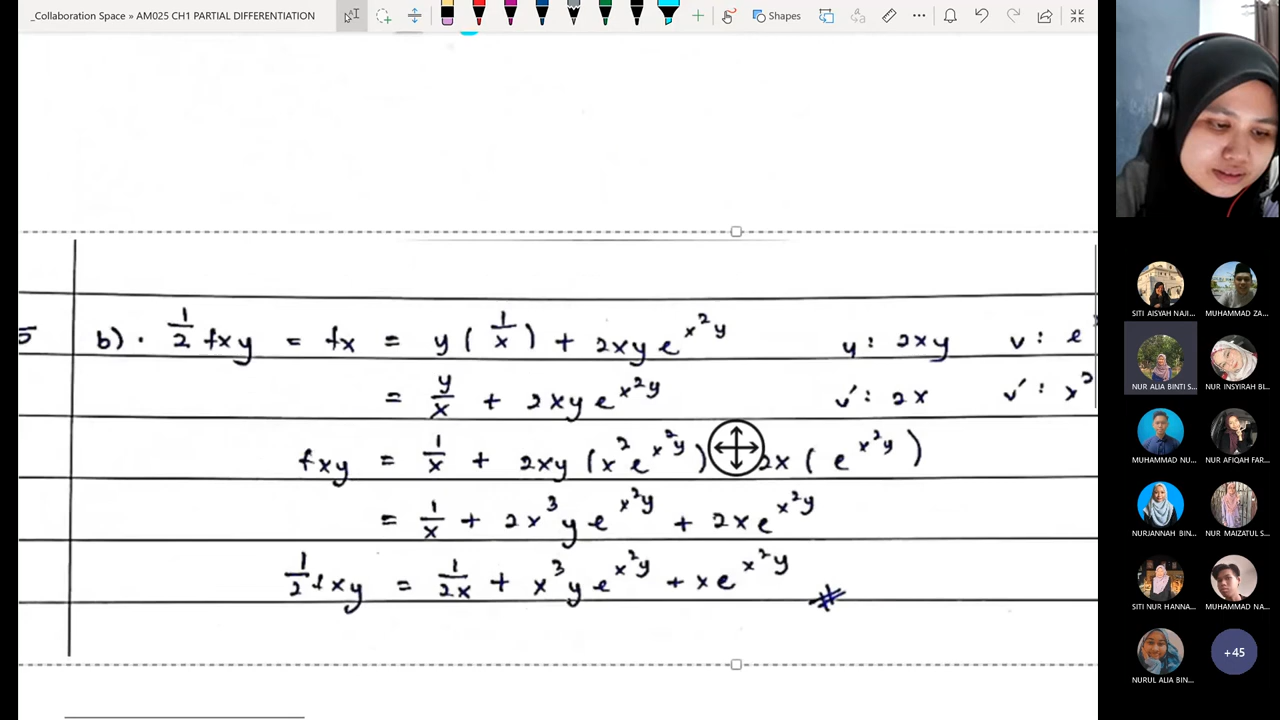 _Collaboration Space » AM025 CH1 PARTIAL DIFFERENTIATION
Shapes
b). 1/2 fxy = fx = y(1/x) + 2xy e^x²y u: 2xy v: e
= y/x + 2xy e^x²y u': 2x v': x²
fxy = 1/x + 2xy (x² e^x²y) 2x (e^x²y)
= 1/x + 2x³y e^x²y + 2x e^x²y
1/2 fxy = 1/2x + x³y e^x²y + x e^x²y #
SITI AISYAH NAJI...
MUHAMMAD ZA...
NUR ALIA BINTI S...
NUR INSYIRAH BI...
MUHAMMAD NU...
NUR AFIQAH FAR...
NURJANNAH BIN...
NUR MAIZATUL S...
SITI NUR HANNA...
MUHAMMAD NA...
NURUL ALIA BIN...
+45